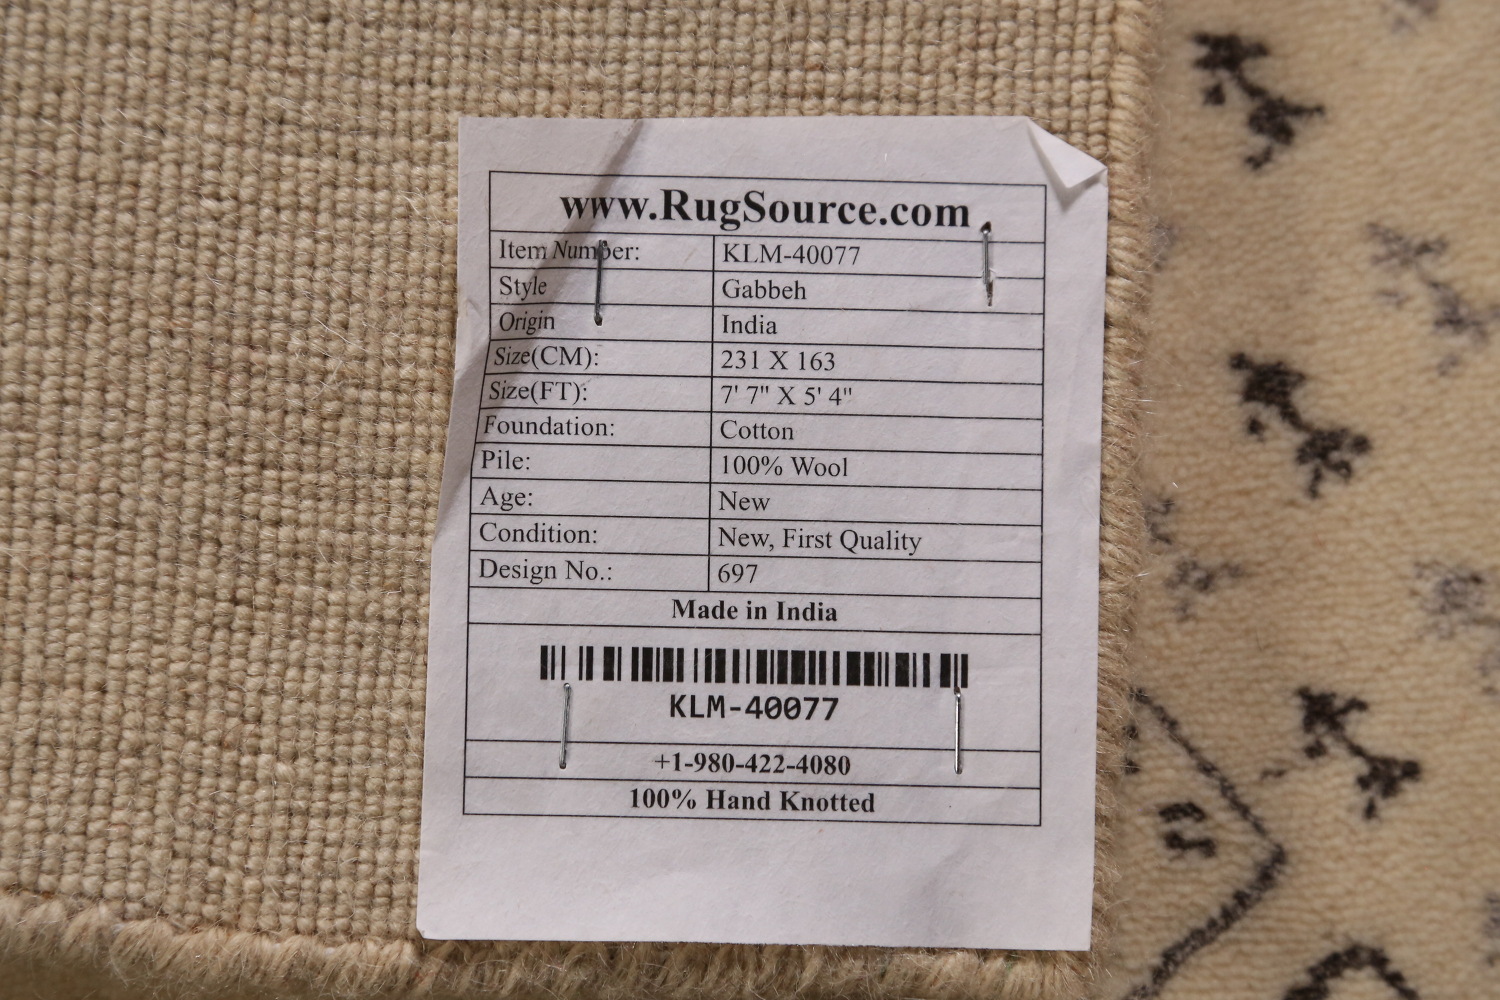 www.RugSource.com
Item Number: KLM-40077
Style Gabbeh
Origin India
Size(CM): 231 X 163
Size(FT): 7' 7" X 5' 4"
Foundation: Cotton
Pile: 100% Wool
Age: New
Condition: New, First Quality
Design No.: 697
Made in India
KLM-40077
+1-980-422-4080
100% Hand Knotted